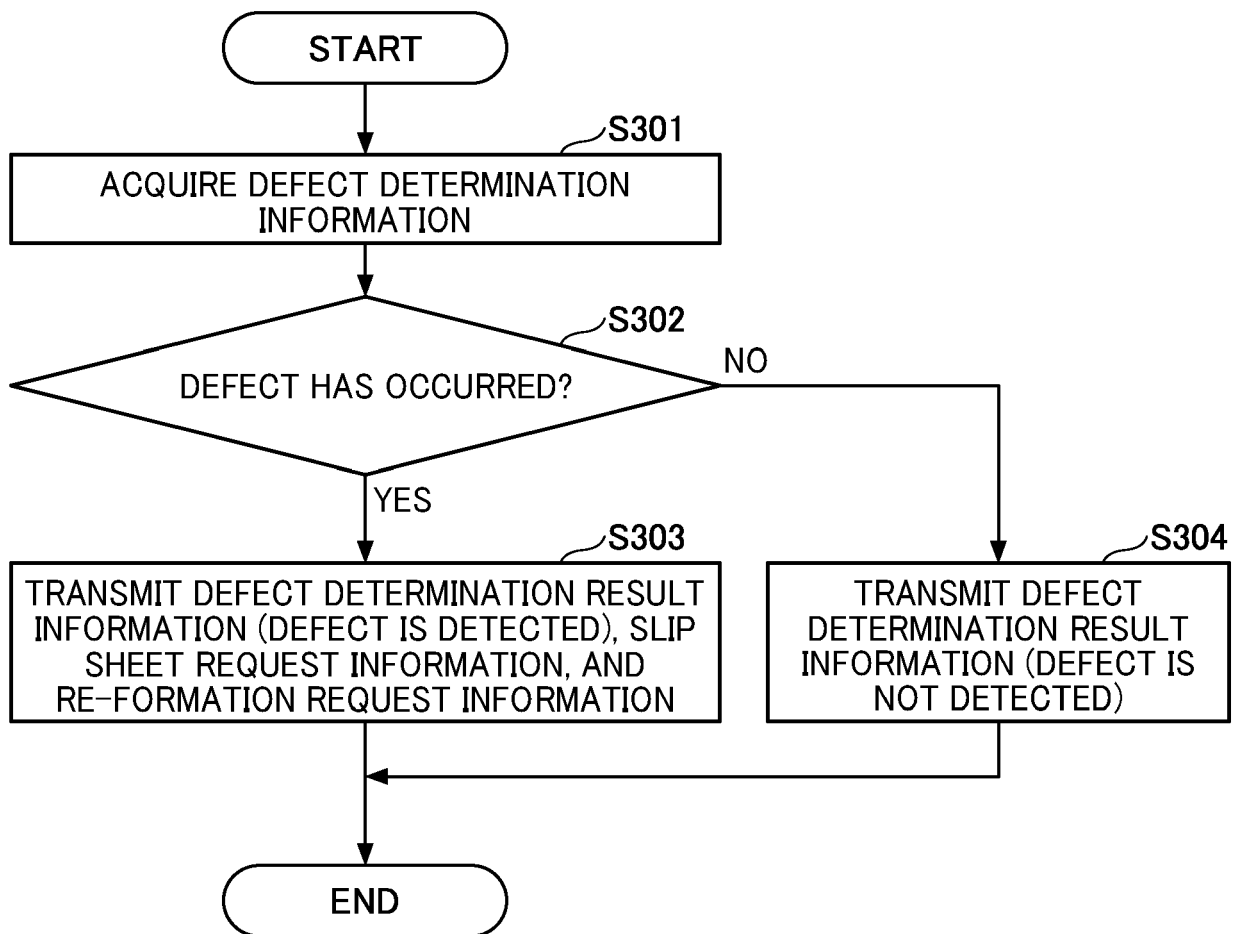 START
S301
ACQUIRE DEFECT DETERMINATION
INFORMATION
S302
DEFECT HAS OCCURRED?
NO
YES
S303
TRANSMIT DEFECT DETERMINATION RESULT
INFORMATION (DEFECT IS DETECTED), SLIP
SHEET REQUEST INFORMATION, AND
RE-FORMATION REQUEST INFORMATION
S304
TRANSMIT DEFECT
DETERMINATION RESULT
INFORMATION (DEFECT IS
NOT DETECTED)
END